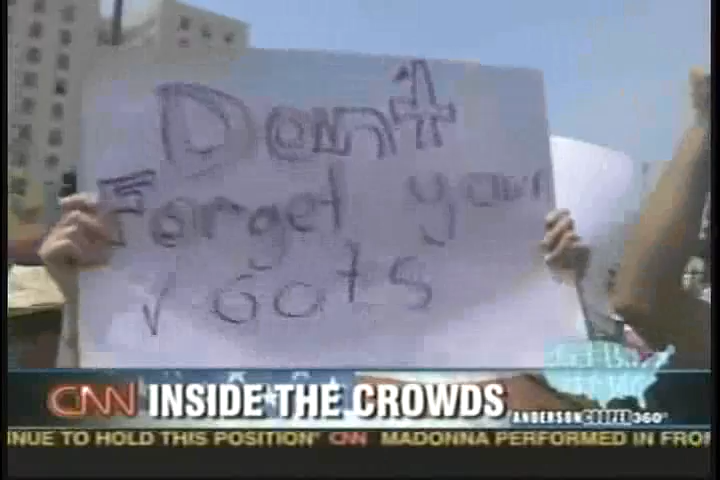 Don't
Forget your
roots
CNN INSIDE THE CROWDS ANDERSON COOPER 360°
INUE TO HOLD THIS POSITION" CNN MADONNA PERFORMED IN FRO